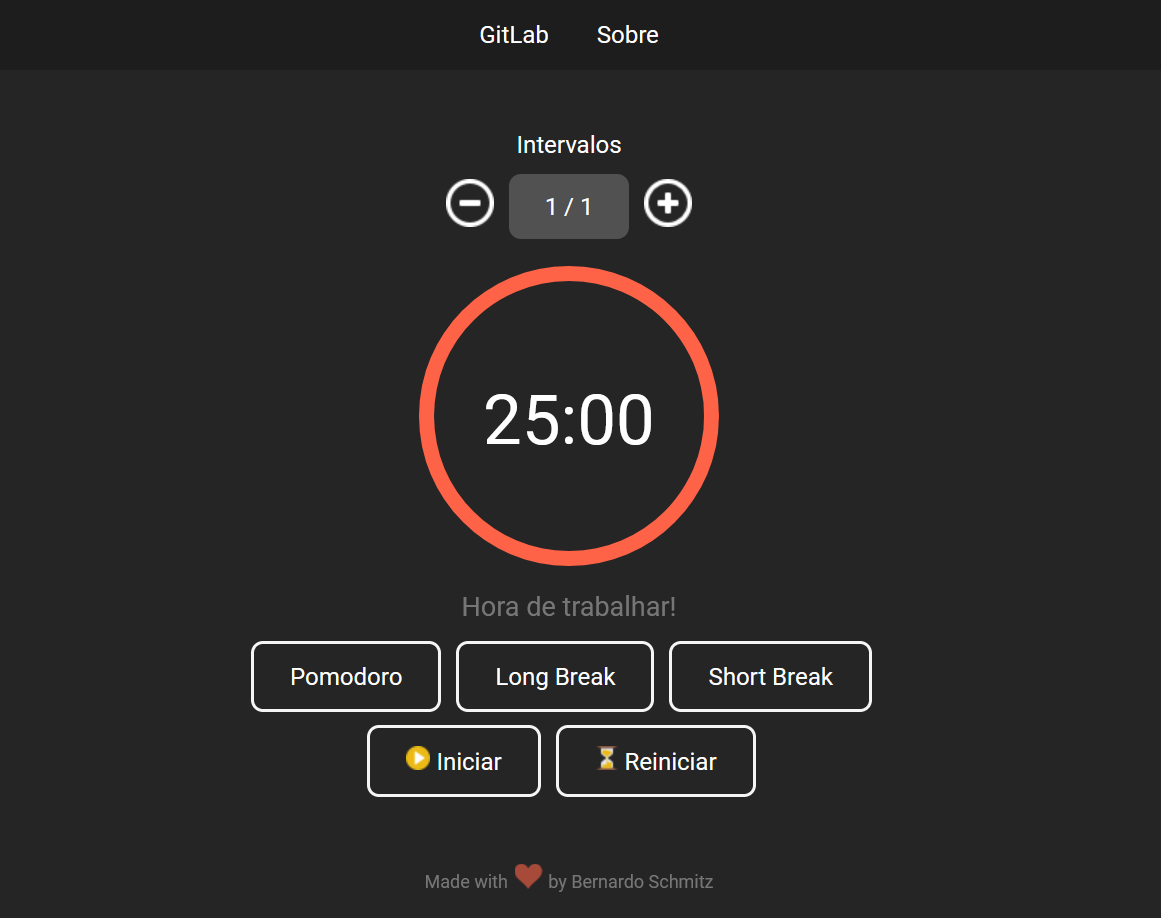 GitLab Sobre
Intervalos
1 / 1
25:00
Hora de trabalhar!
Pomodoro Long Break Short Break
Iniciar Reiniciar
Made with ❤ by Bernardo Schmitz